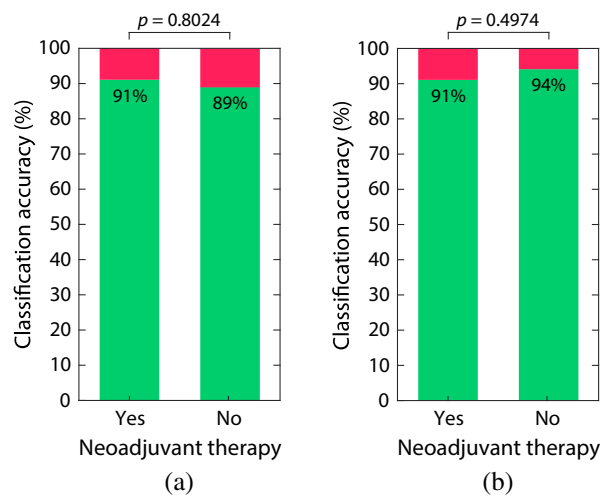 p = 0.8024
100
90
80
70
60
50
40
30
20
10
0
Classification accuracy (%)
91%
89%
Yes
No
Neoadjuvant therapy
(a)
p = 0.4974
100
90
80
70
60
50
40
30
20
10
0
Classification accuracy (%)
91%
94%
Yes
No
Neoadjuvant therapy
(b)